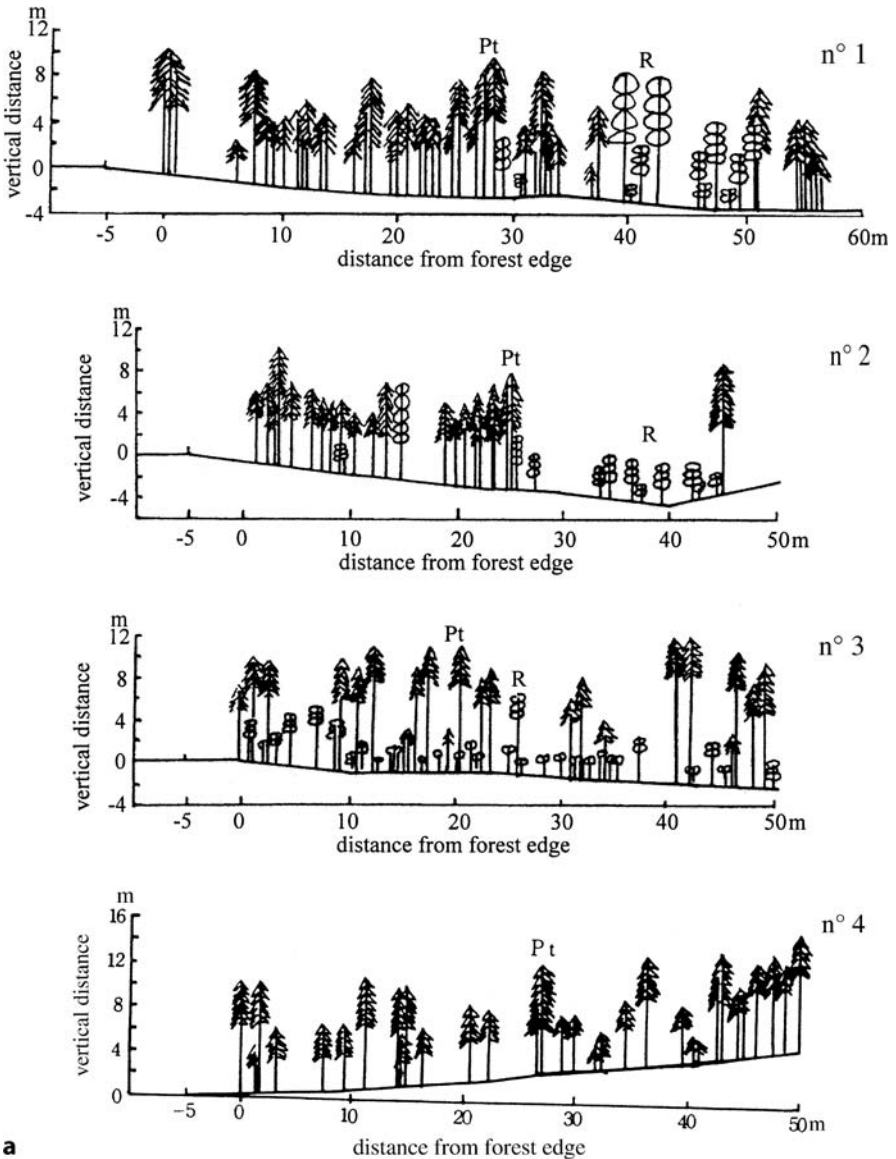 m
12
8
4
0
-4
vertical distance
Pt
R
n° 1
-5 0 10 20 30 40 50 60m
distance from forest edge
m
12
8
4
0
-4
vertical distance
Pt
R
n° 2
-5 0 10 20 30 40 50m
distance from forest edge
12
8
4
0
-4
vertical distance
Pt
R
n° 3
-5 0 10 20 30 40 50 m
distance from forest edge
m
16
12
8
4
0
vertical distance
P t
n° 4
-5 0 10 20 30 40 50m
a
distance from forest edge